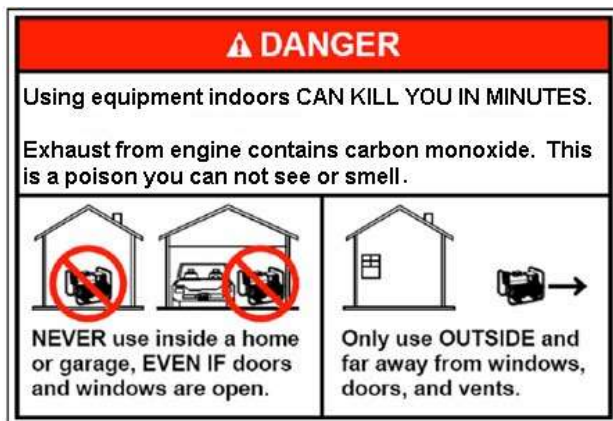 DANGER
Using equipment indoors CAN KILL YOU IN MINUTES.
Exhaust from engine contains carbon monoxide. This
is a poison you can not see or smell.
NEVER use inside a home
or garage, EVEN IF doors
and windows are open.
Only use OUTSIDE and
far away from windows,
doors, and vents.